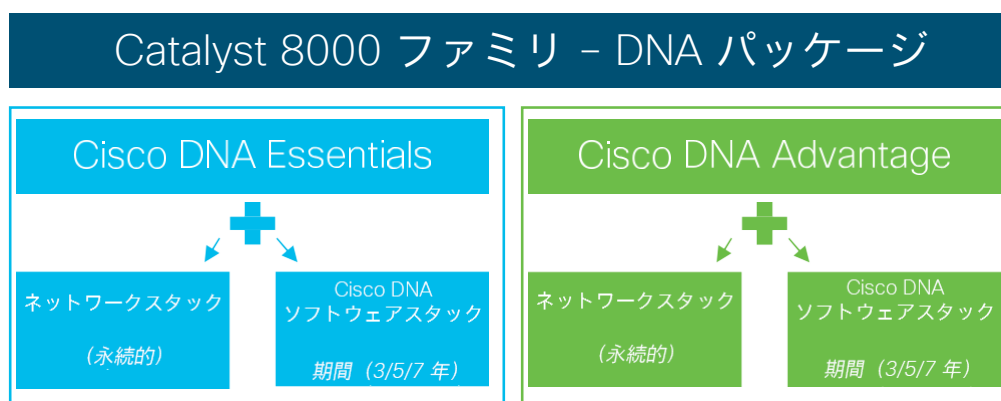 Catalyst 8000 ファミリ – DNA パッケージ
Cisco DNA Essentials
ネットワークスタック
(永続的)
Cisco DNA
ソフトウェアスタック
期間（3/5/7 年）
Cisco DNA Advantage
ネットワークスタック
(永続的)
Cisco DNA
ソフトウェアスタック
期間（3/5/7 年）